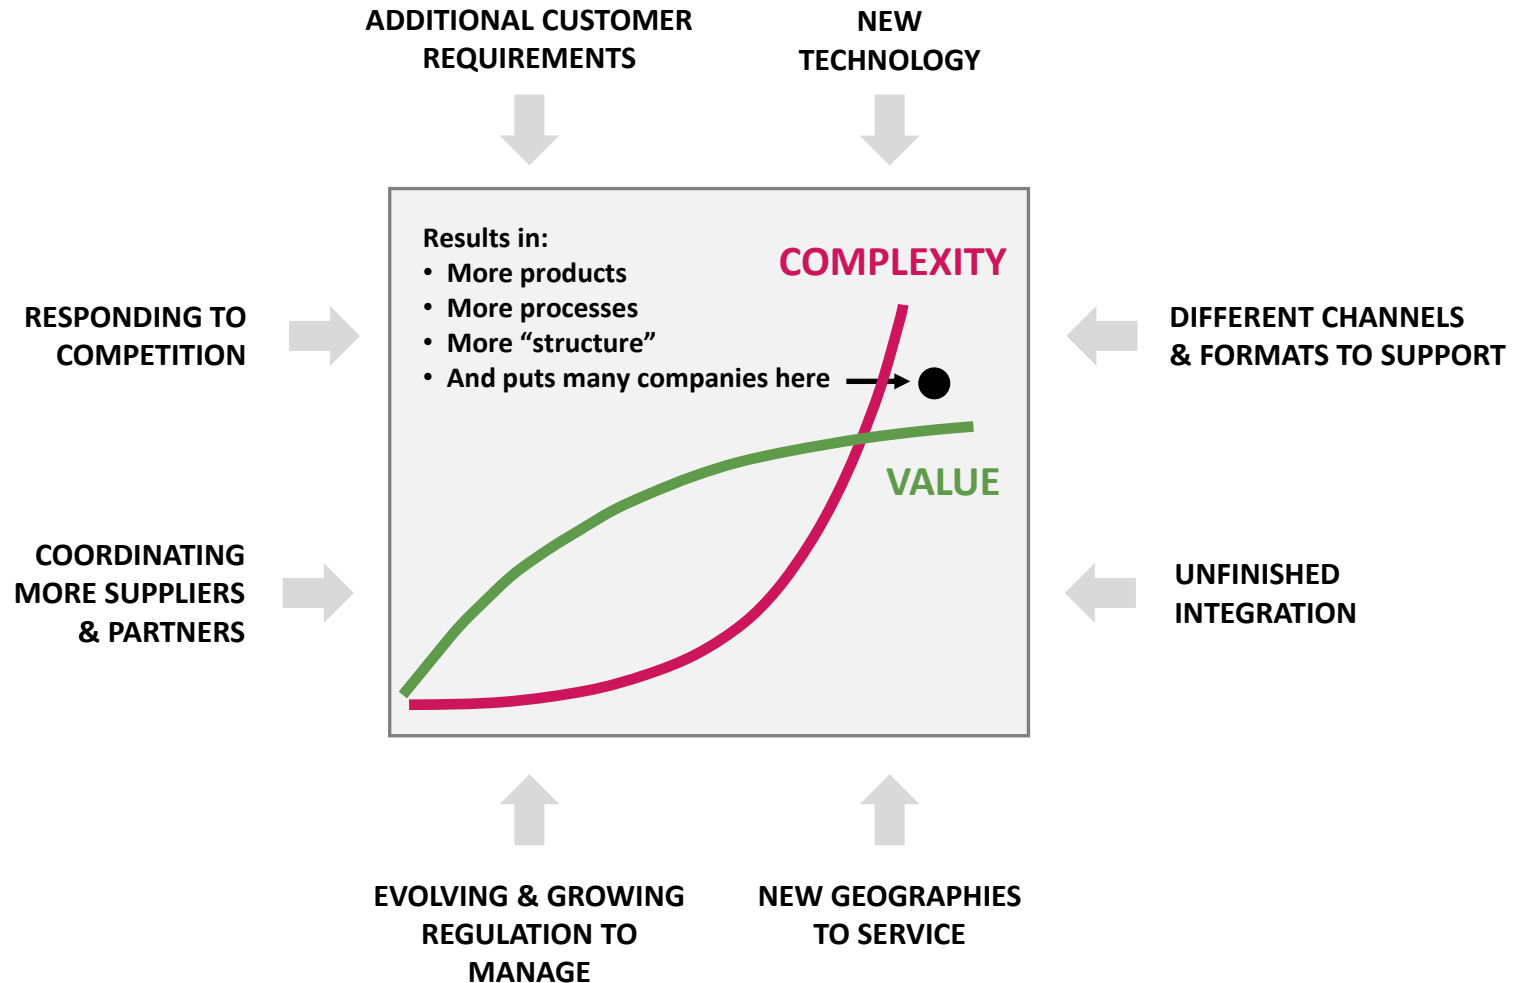 ADDITIONAL CUSTOMER
REQUIREMENTS
NEW
TECHNOLOGY
Results in:
• More products
• More processes
• More “structure”
• And puts many companies here
COMPLEXITY
VALUE
RESPONDING TO
COMPETITION
DIFFERENT CHANNELS
& FORMATS TO SUPPORT
COORDINATING
MORE SUPPLIERS
& PARTNERS
UNFINISHED
INTEGRATION
EVOLVING & GROWING
REGULATION TO
MANAGE
NEW GEOGRAPHIES
TO SERVICE